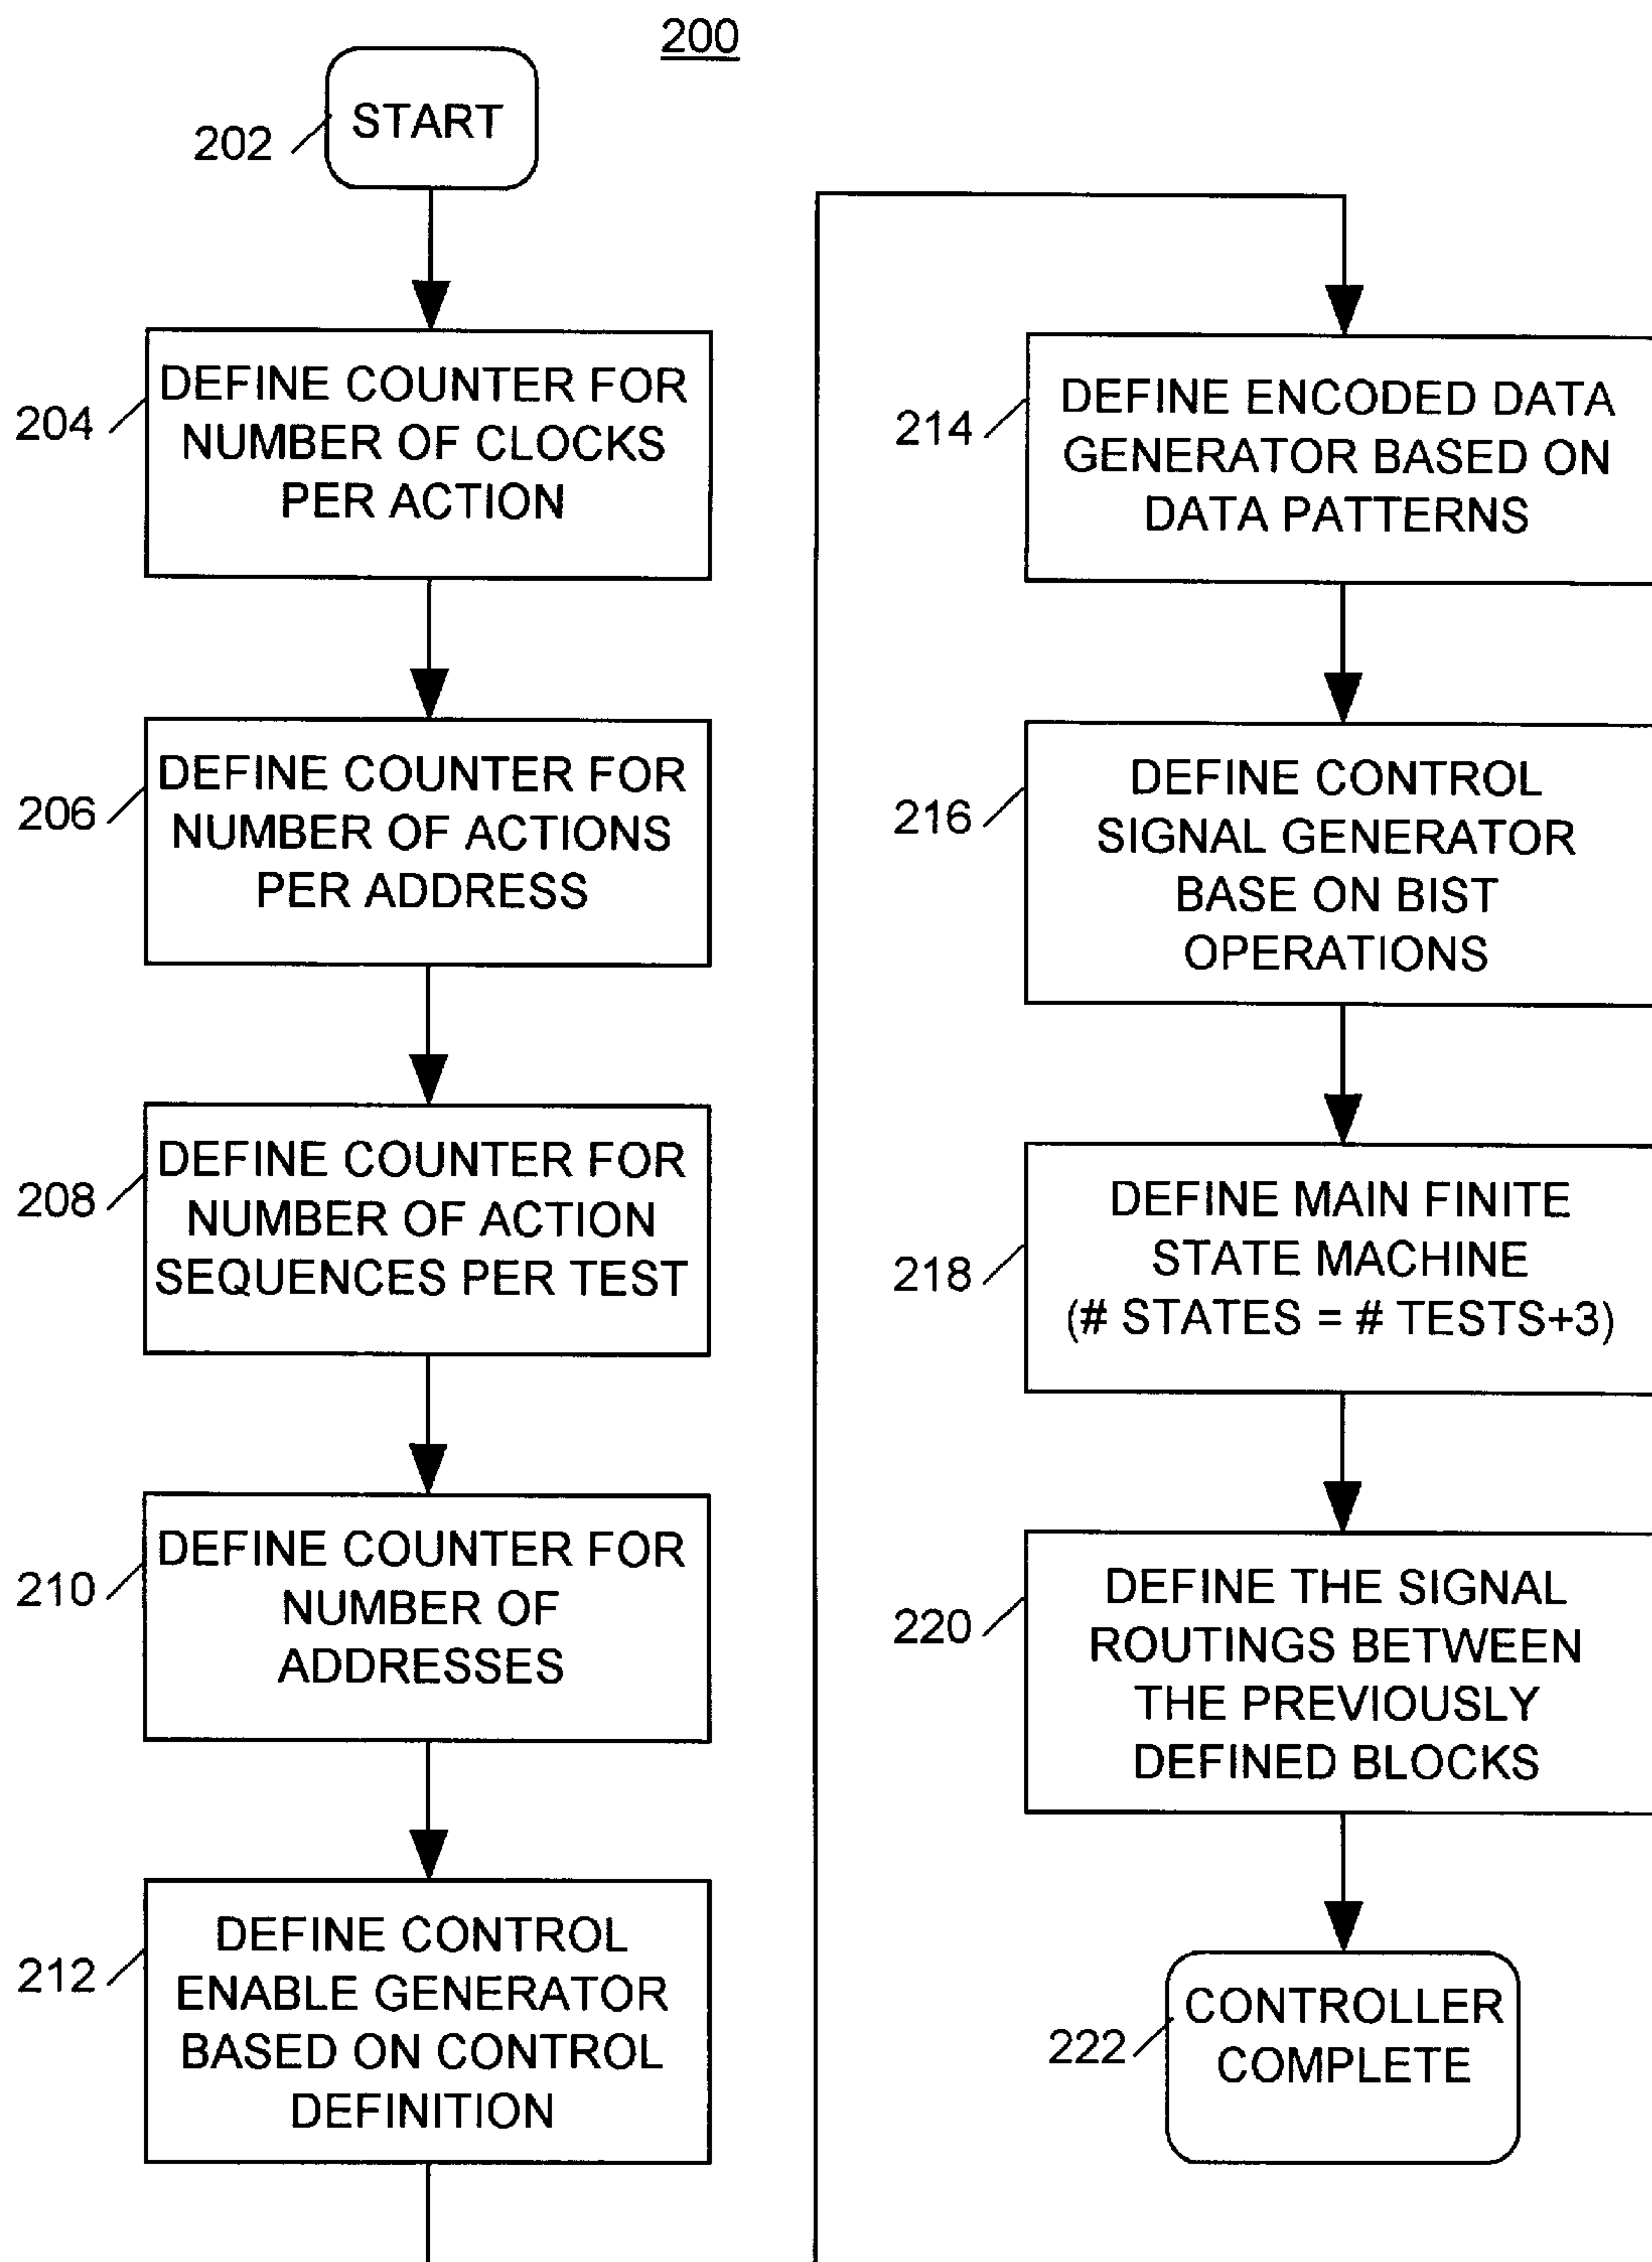 200
START
202
DEFINE COUNTER FOR
NUMBER OF CLOCKS
PER ACTION
204
DEFINE COUNTER FOR
NUMBER OF ACTIONS
PER ADDRESS
206
DEFINE COUNTER FOR
NUMBER OF ACTION
SEQUENCES PER TEST
208
DEFINE COUNTER FOR
NUMBER OF
ADDRESSES
210
DEFINE CONTROL
ENABLE GENERATOR
BASED ON CONTROL
DEFINITION
212
DEFINE ENCODED DATA
GENERATOR BASED ON
DATA PATTERNS
214
DEFINE CONTROL
SIGNAL GENERATOR
BASE ON BIST
OPERATIONS
216
DEFINE MAIN FINITE
STATE MACHINE
(# STATES = # TESTS+3)
218
DEFINE THE SIGNAL
ROUTINGS BETWEEN
THE PREVIOUSLY
DEFINED BLOCKS
220
CONTROLLER
COMPLETE
222